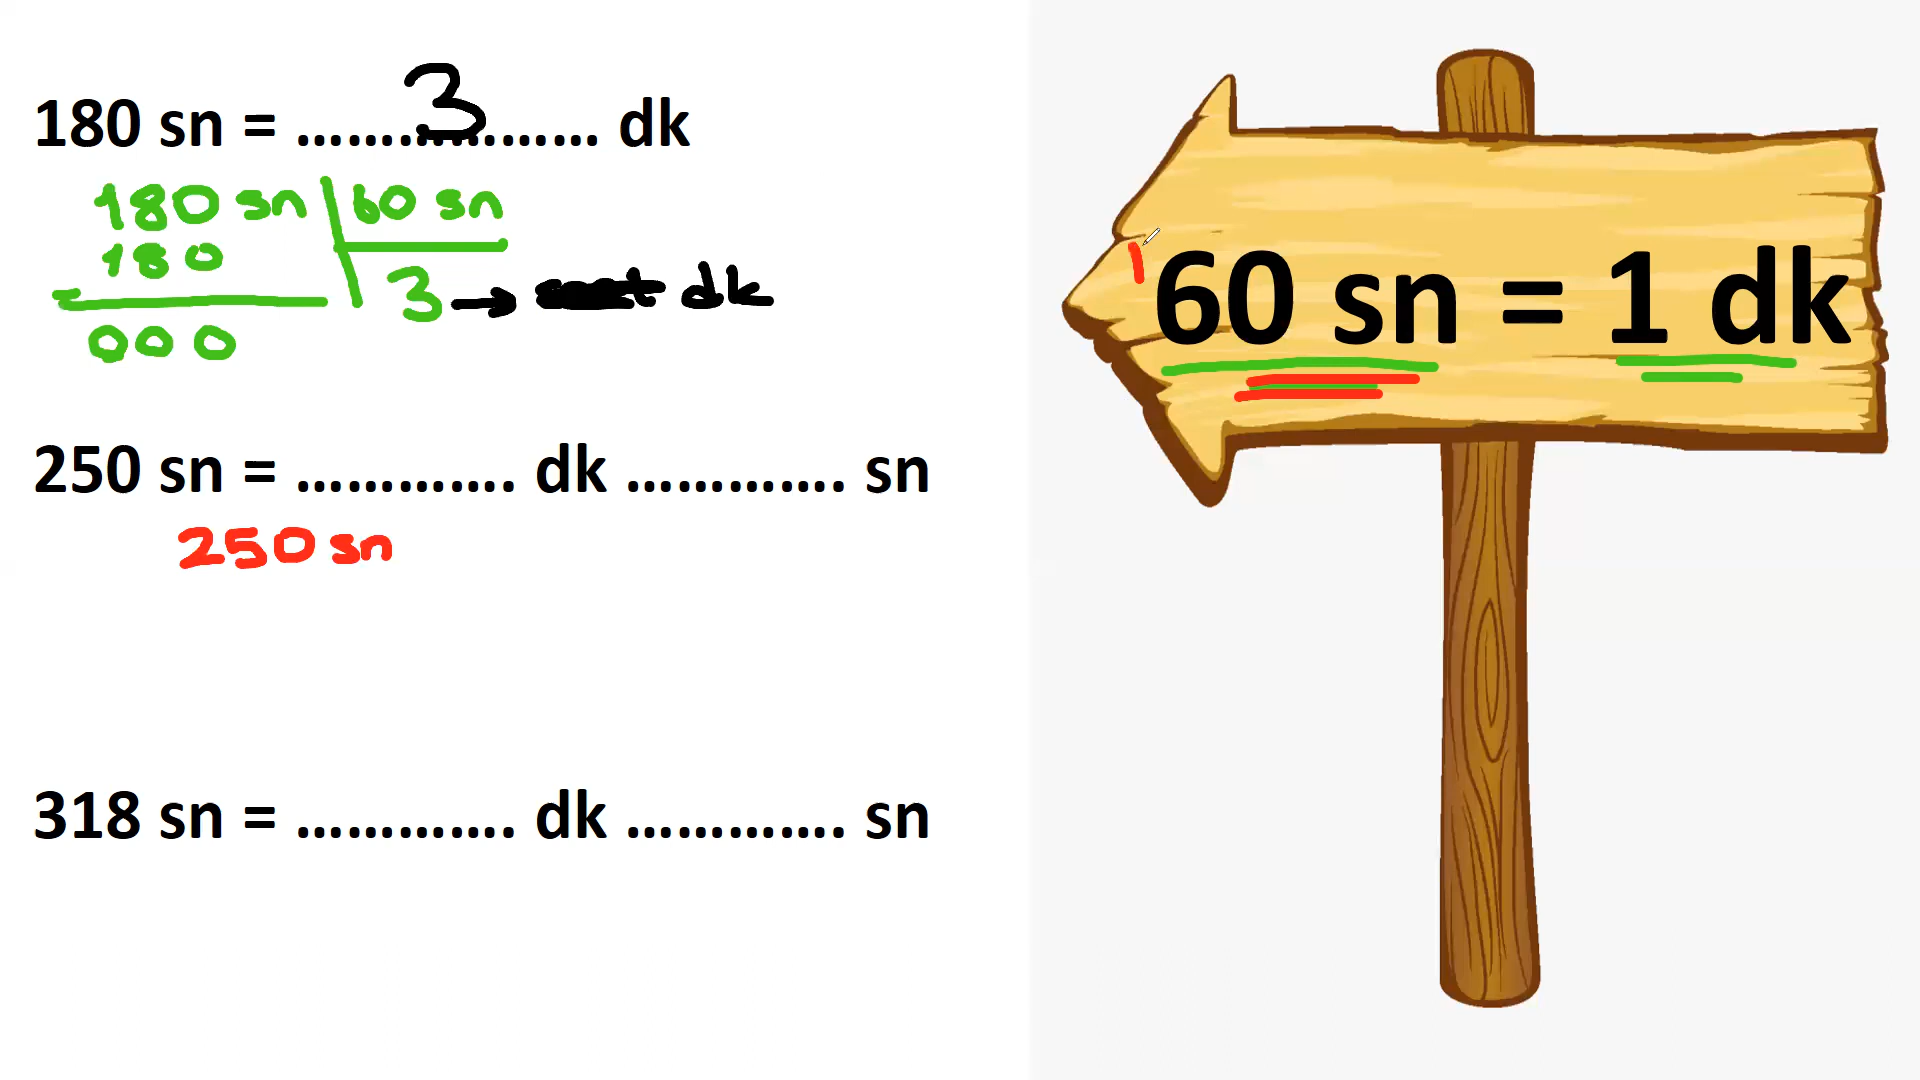 180 sn = ……3………… dk
180 sn 60 sn
180
3 → dk
000
250 sn = …………. dk …………. sn
250 sn
318 sn = …………. dk …………. sn
60 sn = 1 dk